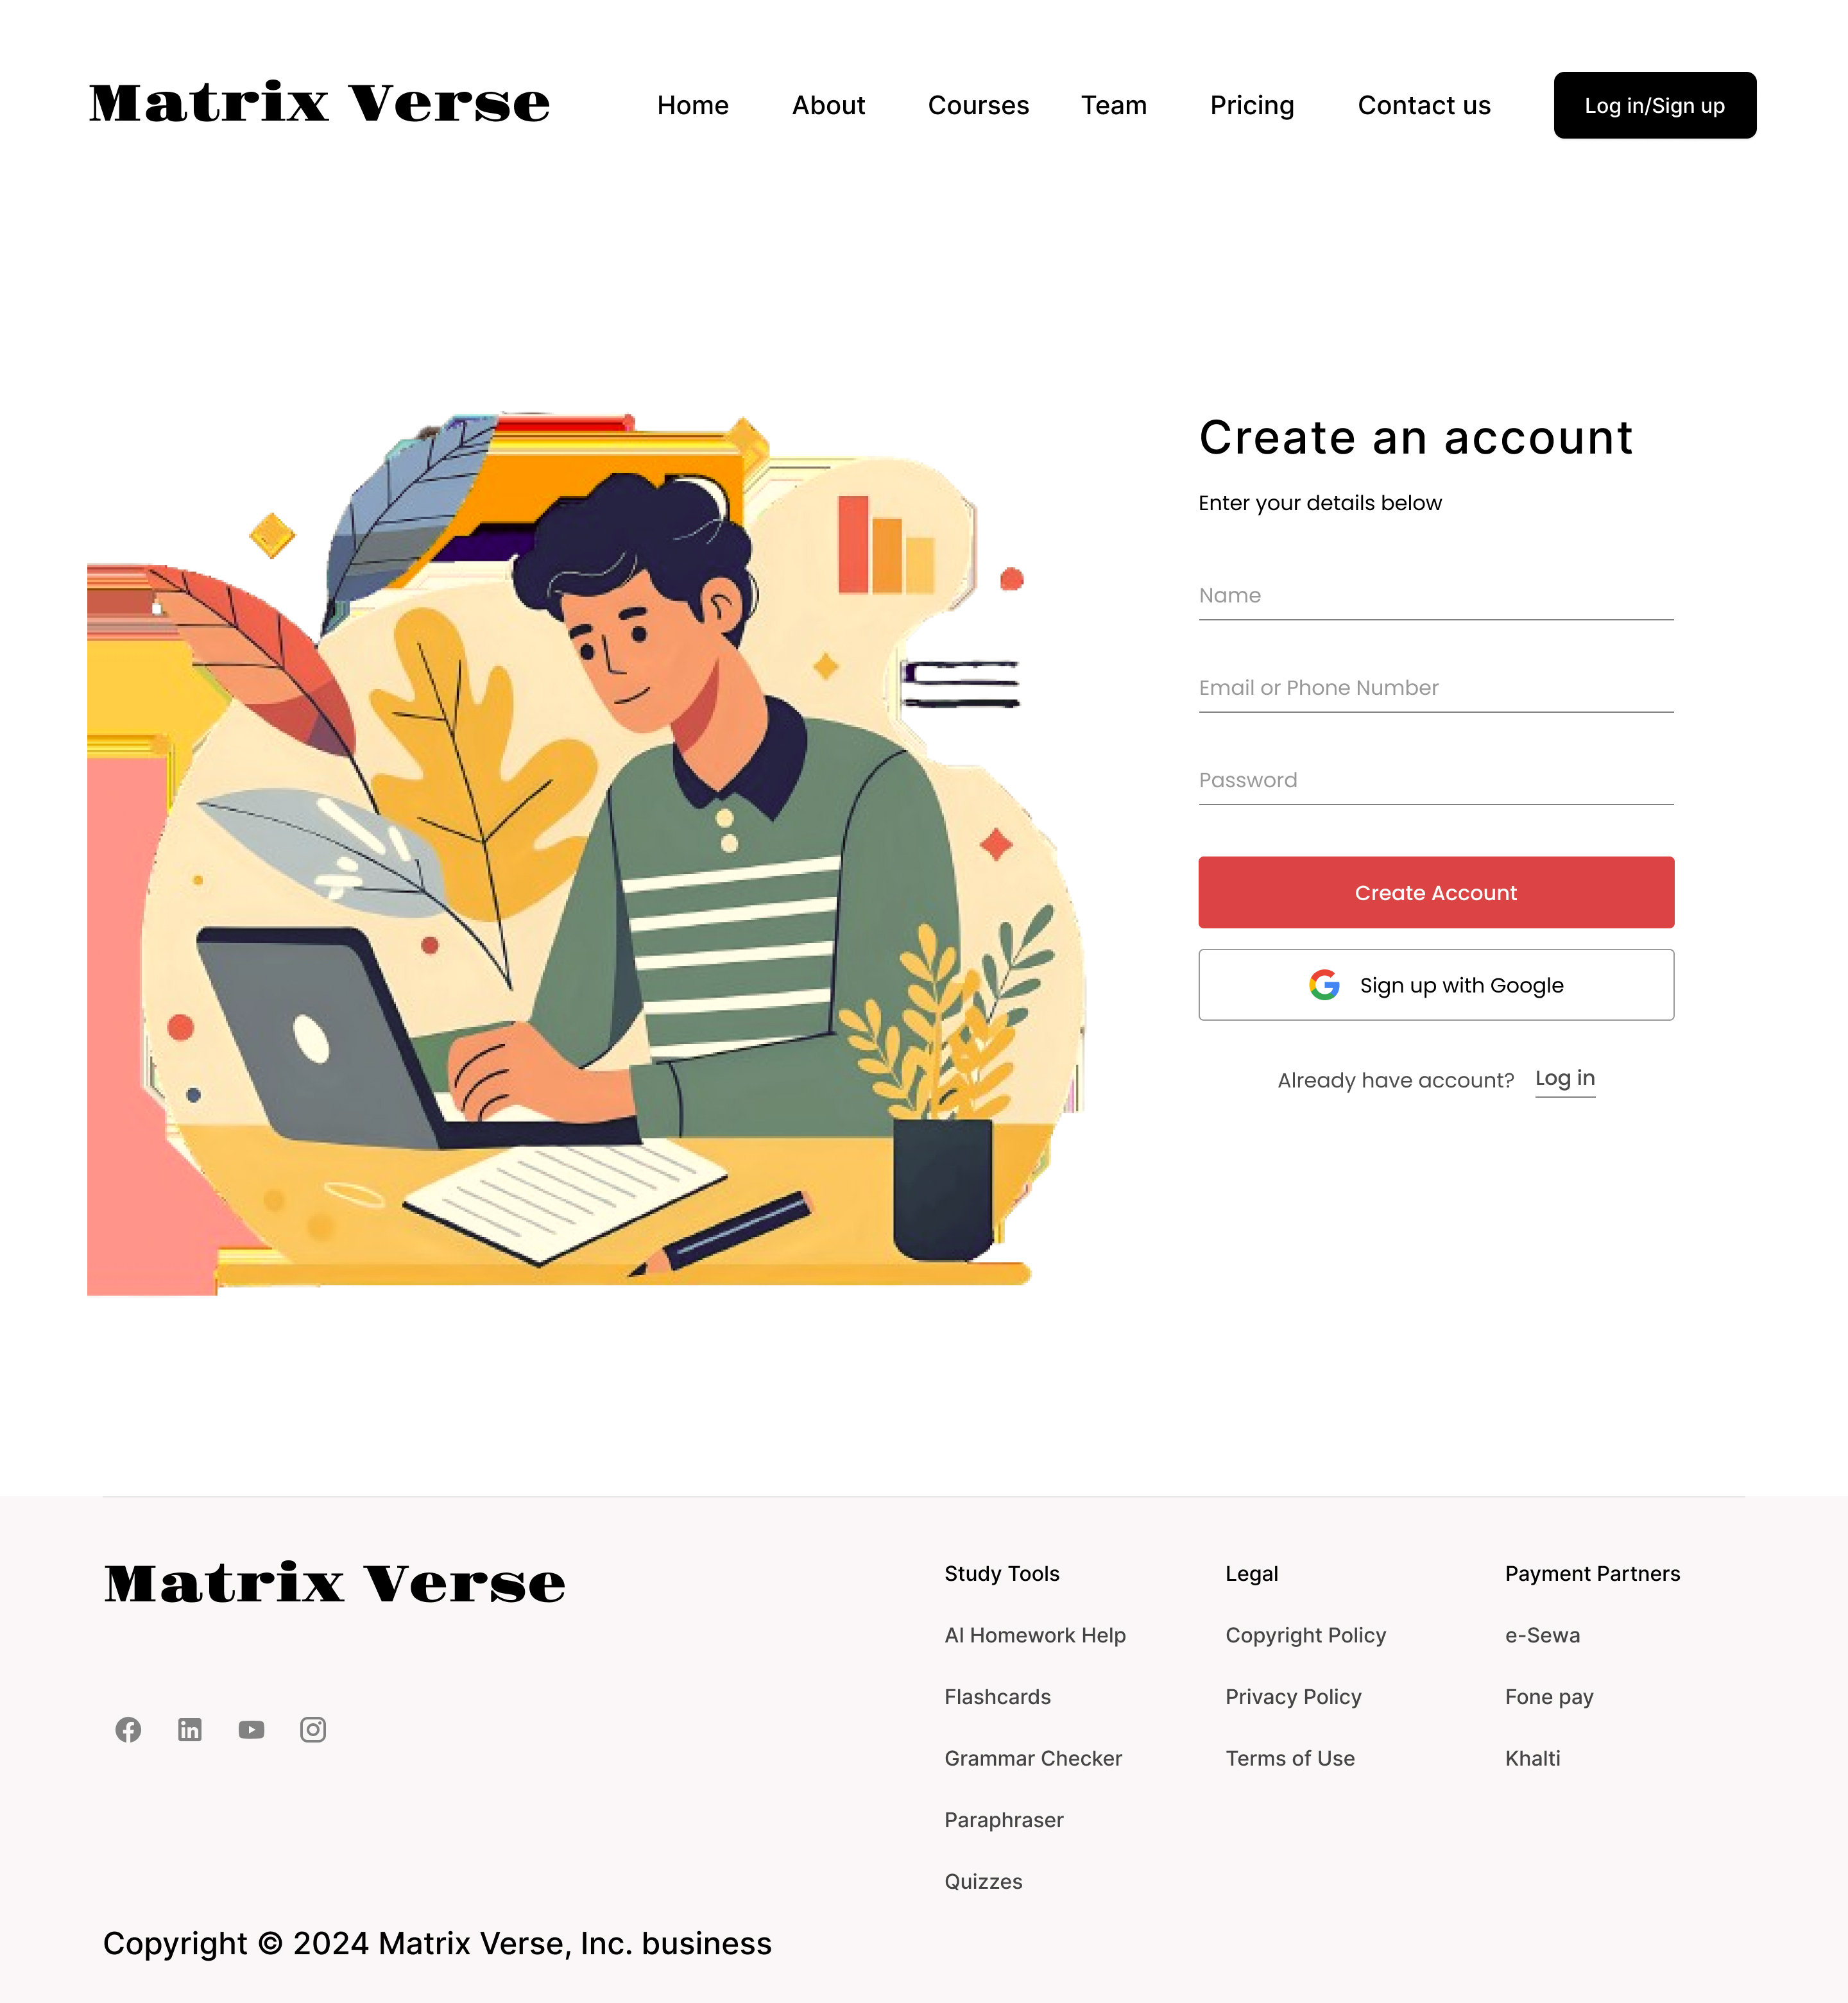 Matrix Verse
Home About Courses Team Pricing Contact us Log in/Sign up
Create an account
Enter your details below
Name
Email or Phone Number
Password
Create Account
Sign up with Google
Already have account? Log in
Matrix Verse
Study Tools
AI Homework Help
Flashcards
Grammar Checker
Paraphraser
Quizzes
Legal
Copyright Policy
Privacy Policy
Terms of Use
Payment Partners
e-Sewa
Fone pay
Khalti
Copyright © 2024 Matrix Verse, Inc. business